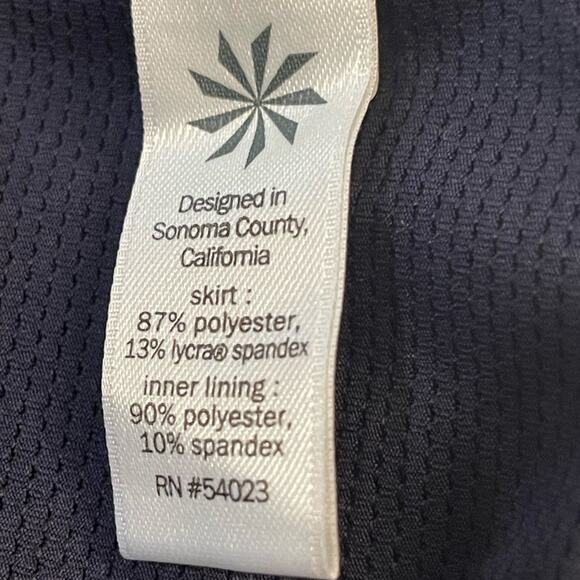 Designed in
Sonoma County,
California
skirt :
87% polyester,
13% lycra® spandex
inner lining :
90% polyester,
10% spandex
RN #54023